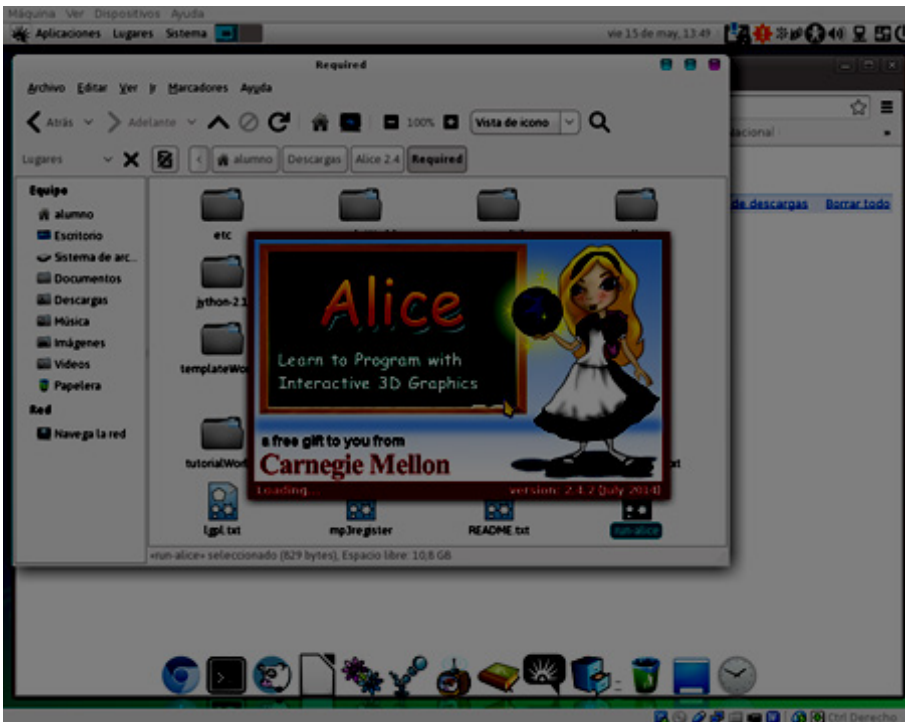 Máquina Ver Dispositivos Ayuda
Aplicaciones Lugares Sistema
vie 15 de may, 13:49
Required
Archivo Editar Ver Ir Marcadores Ayuda
Atrás Adelante 100% Vista de icono
Lugares alumno Descargas Alice 2.4 Required
Nacional
de descargas Borrar todo
Equipo
alumno
Escritorio
Sistema de arc...
Documentos
Descargas
Música
Imágenes
Videos
Papelera
Red
Navega la red
etc
jython-2.1
templateWo
tutorialWor
Alice
Learn to Program with
Interactive 3D Graphics
a free gift to you from
Carnegie Mellon
Loading... version: 2.4.2 (July 2014)
lgpl.txt mp3register README.txt run-alice
«run-alice» seleccionado (829 bytes), Espacio libre: 10,8 GB
Ctrl Derecho